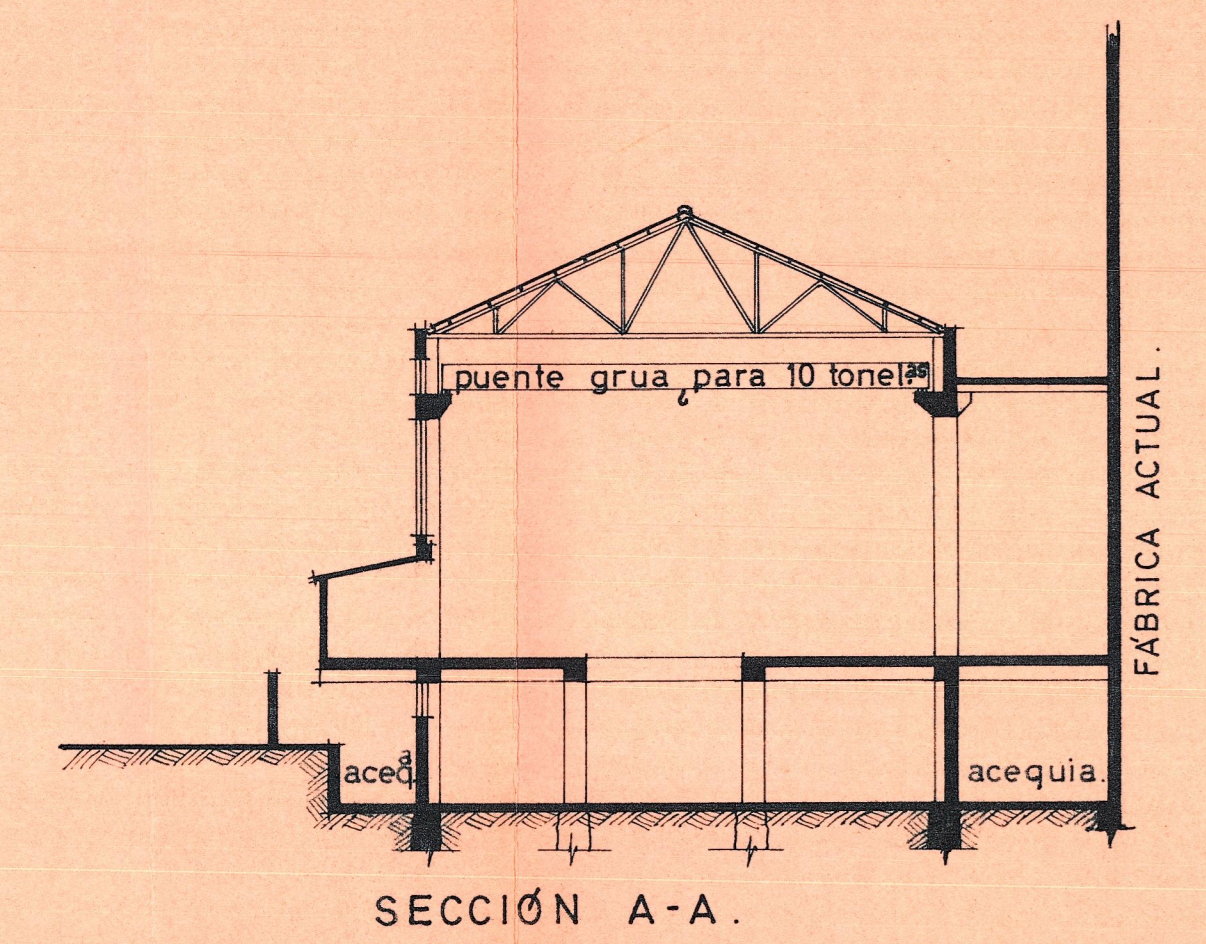 puente grua para 10 tonel.as
FÁBRICA ACTUAL.
aceq.a
acequia.
SECCIÓN A-A.